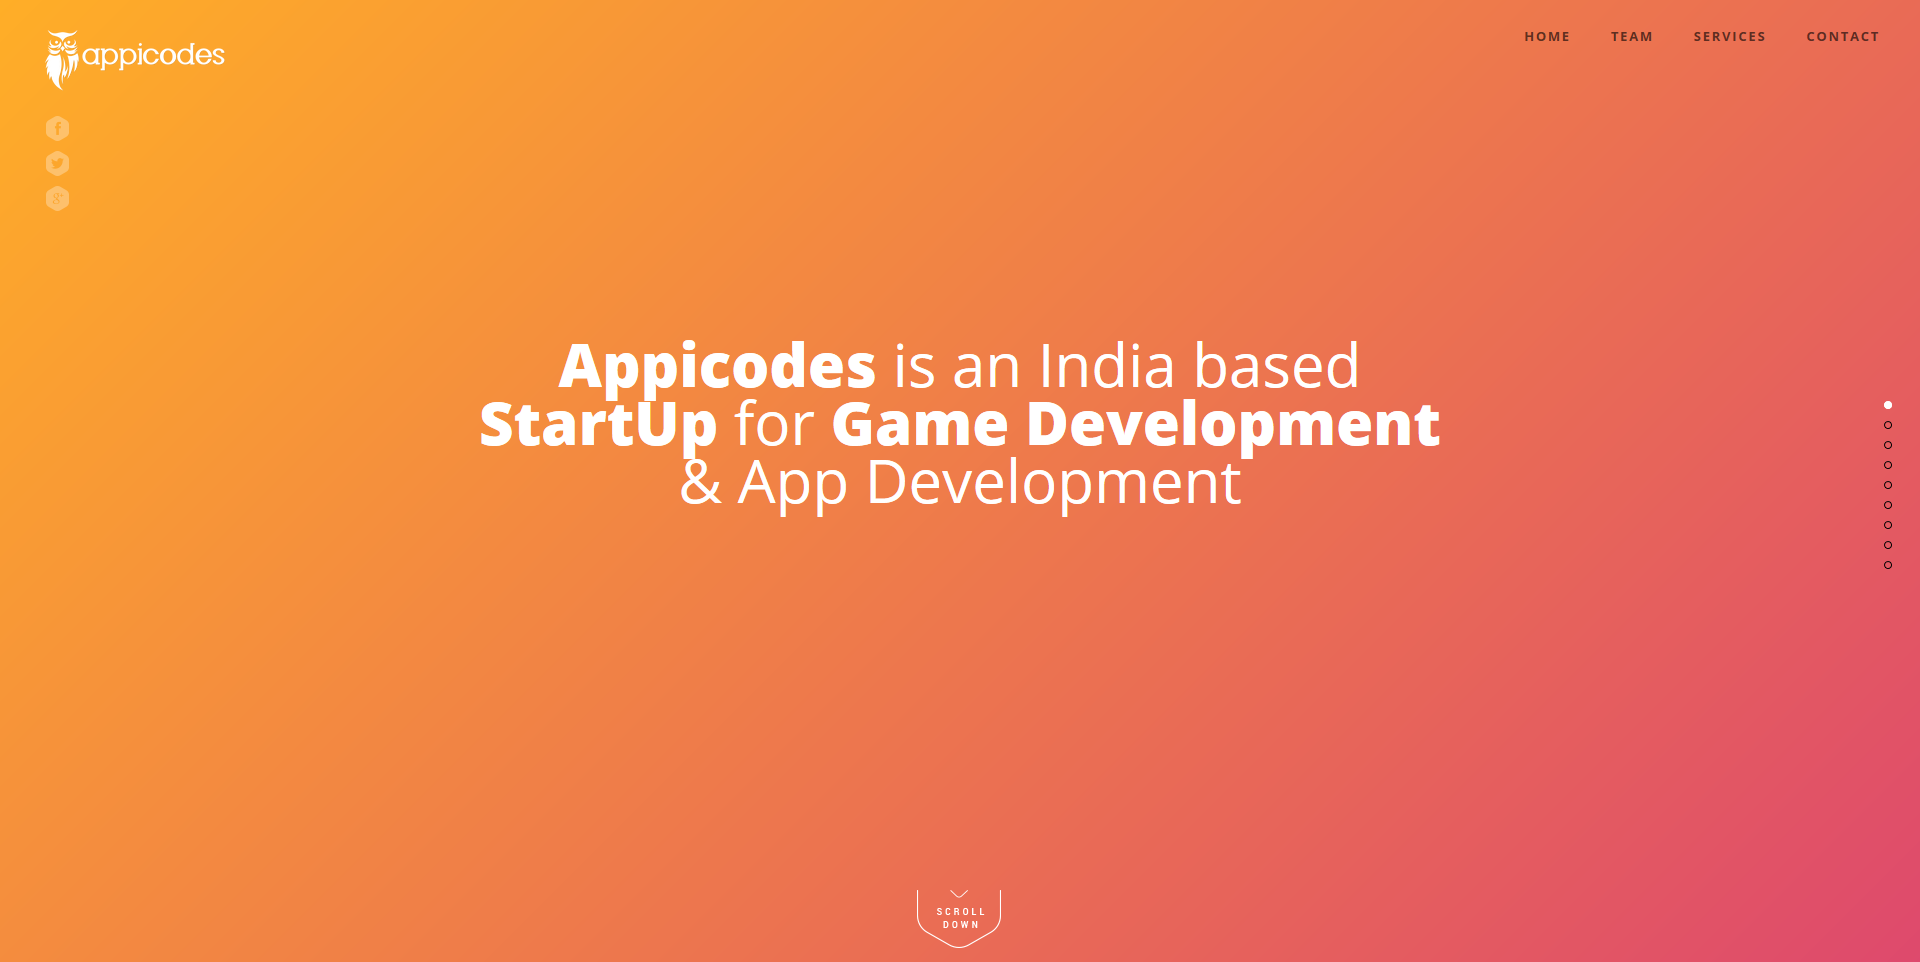 appicodes
HOME TEAM SERVICES CONTACT
Appicodes is an India based
StartUp for Game Development
& App Development
SCROLL
DOWN